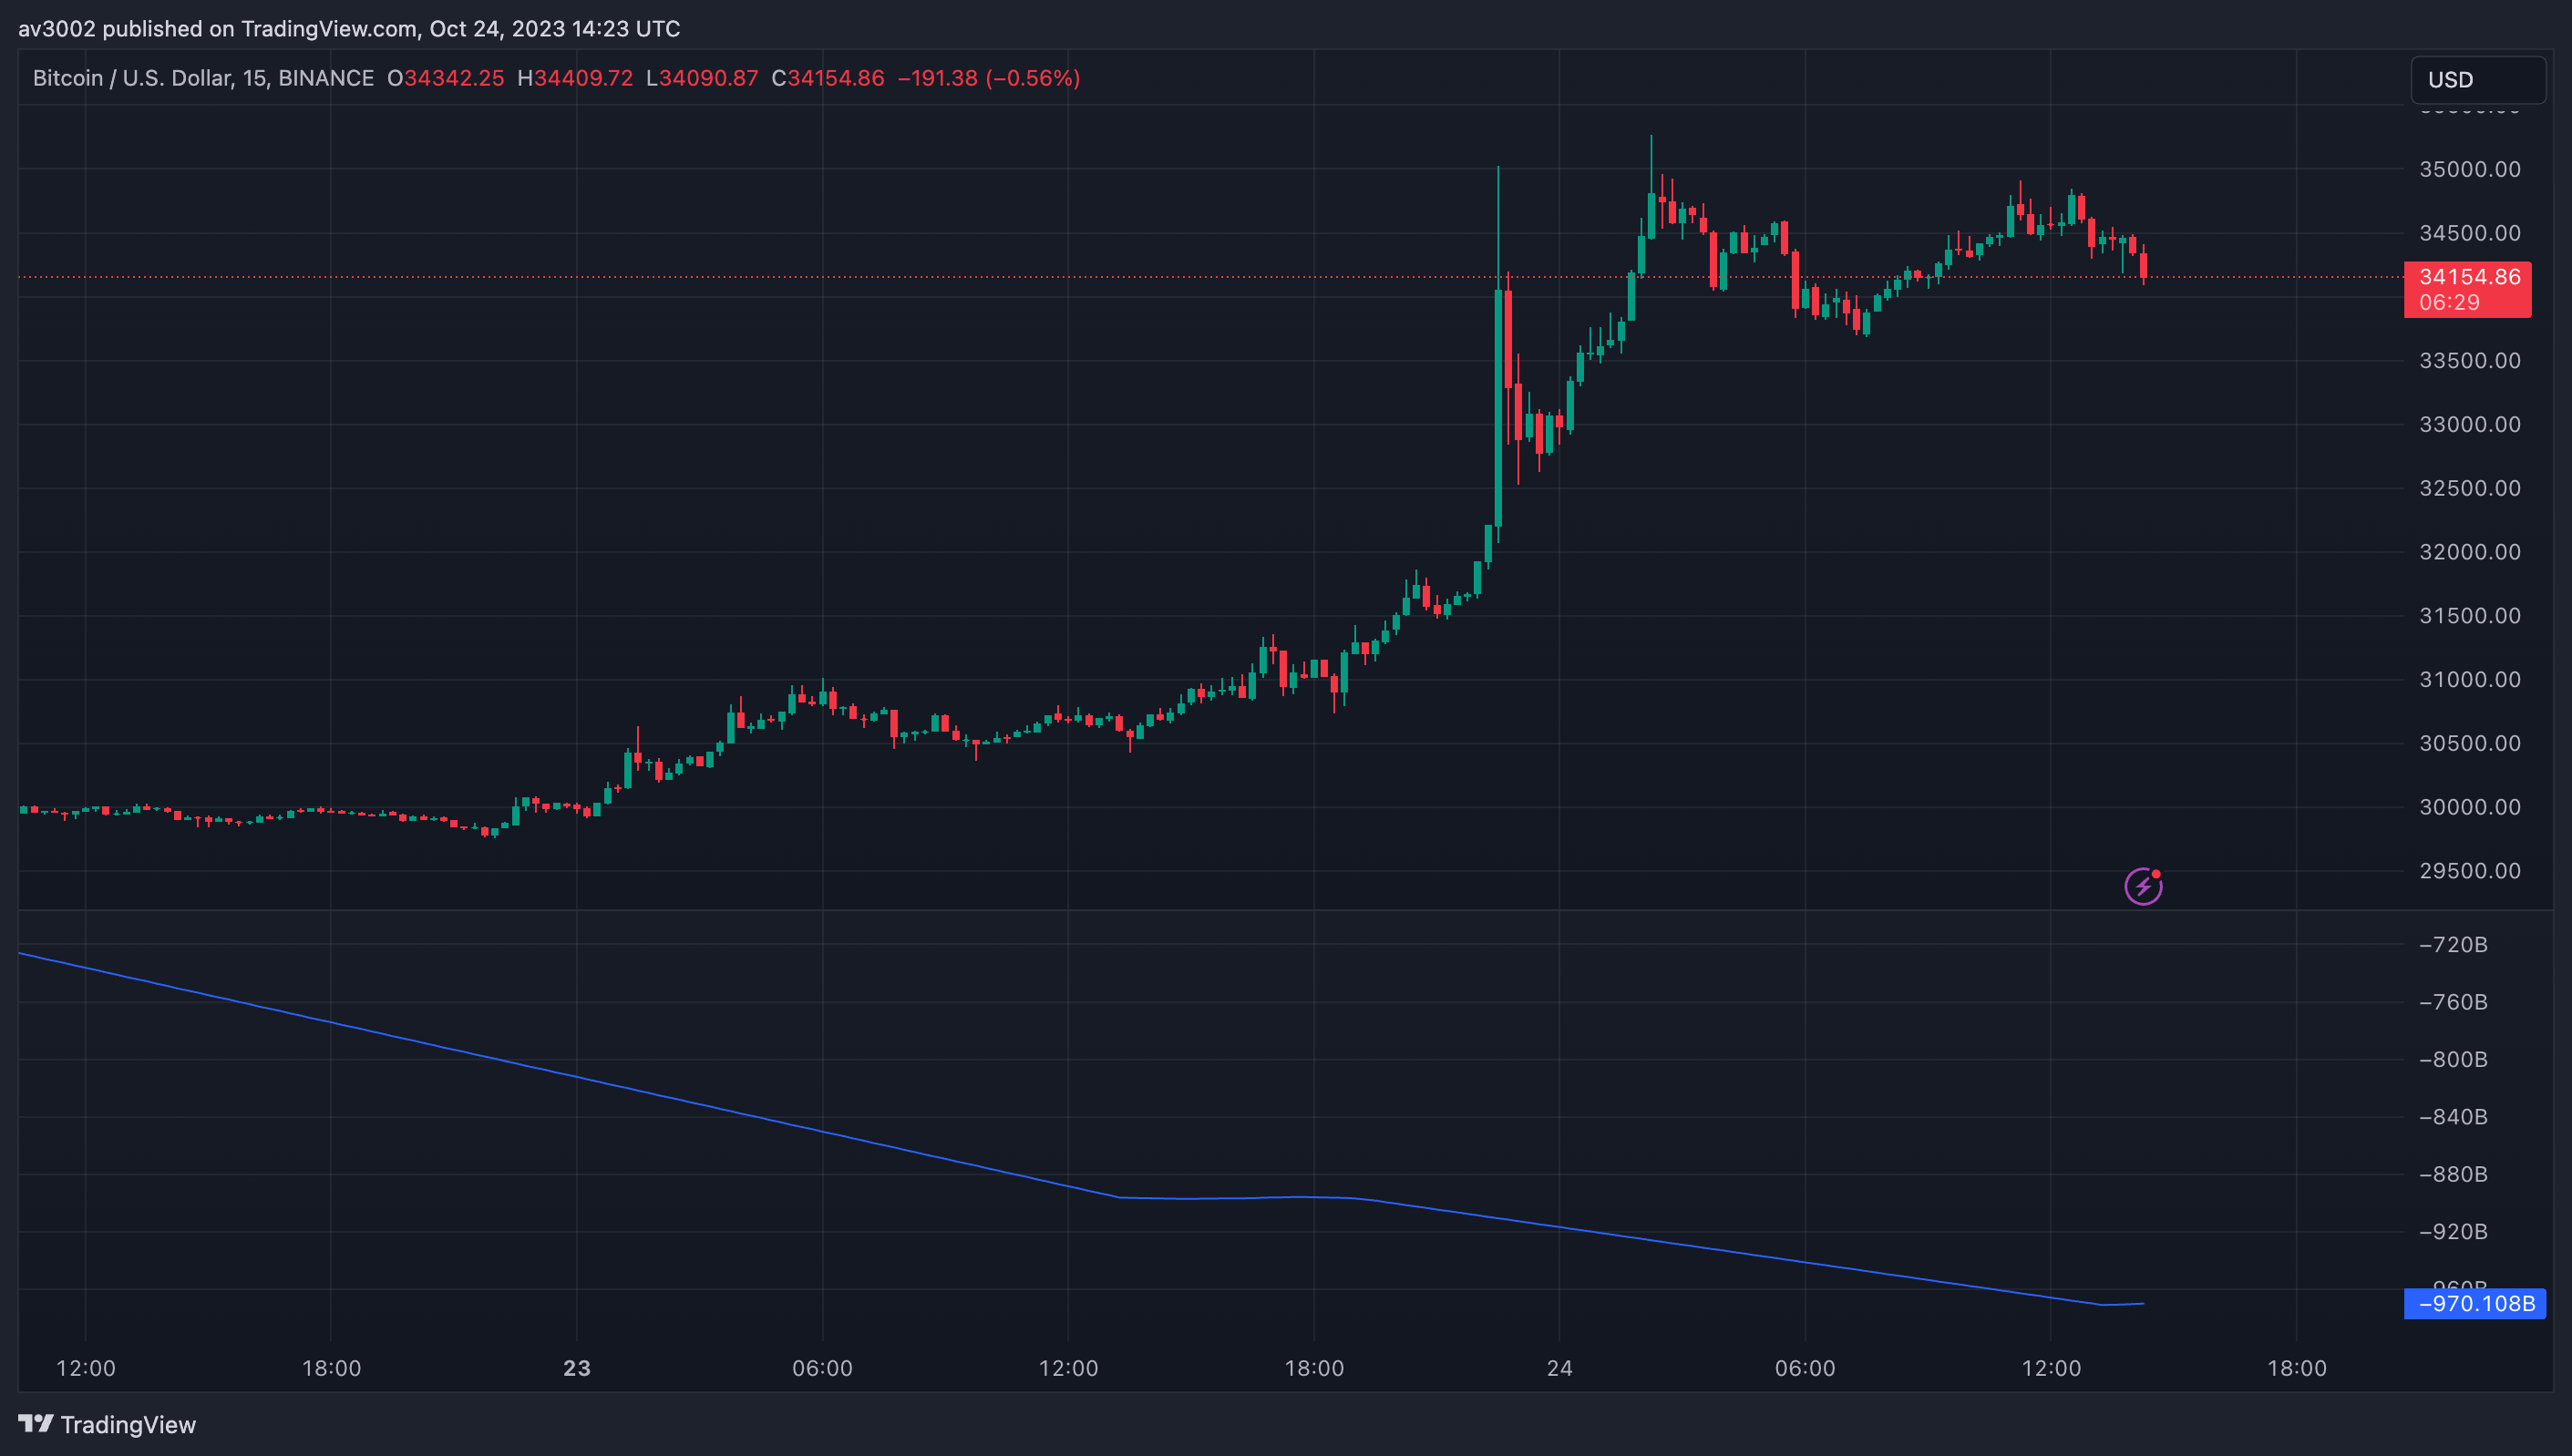 av3002 published on TradingView.com, Oct 24, 2023 14:23 UTC
Bitcoin / U.S. Dollar, 15, BINANCE O34342.25 H34409.72 L34090.87 C34154.86 −191.38 (−0.56%)
USD
35000.00
34500.00
34154.86
06:29
33500.00
33000.00
32500.00
32000.00
31500.00
31000.00
30500.00
30000.00
29500.00
−720B
−760B
−800B
−840B
−880B
−920B
−960B
−970.108B
12:00 18:00 23 06:00 12:00 18:00 24 06:00 12:00 18:00
TradingView